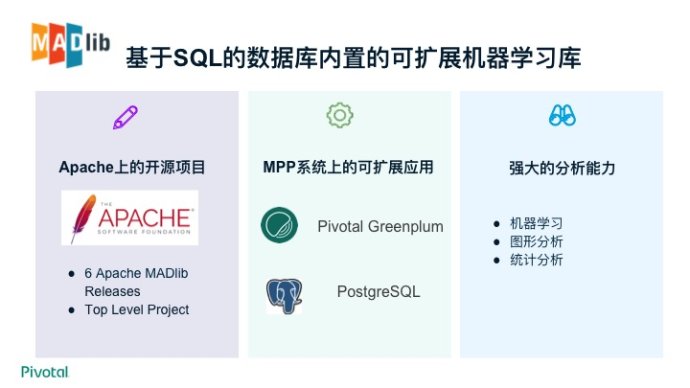 MADlib
基于SQL的数据库内置的可扩展机器学习库
Apache上的开源项目
THE
APACHE®
SOFTWARE FOUNDATION
● 6 Apache MADlib
Releases
● Top Level Project
MPP系统上的可扩展应用
Pivotal Greenplum
PostgreSQL
强大的分析能力
● 机器学习
● 图形分析
● 统计分析
Pivotal